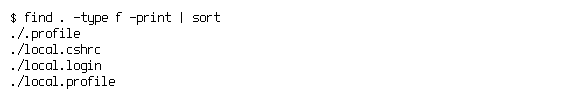 $ find . -type f -print | sort
./.profile
./local.cshrc
./local.login
./local.profile